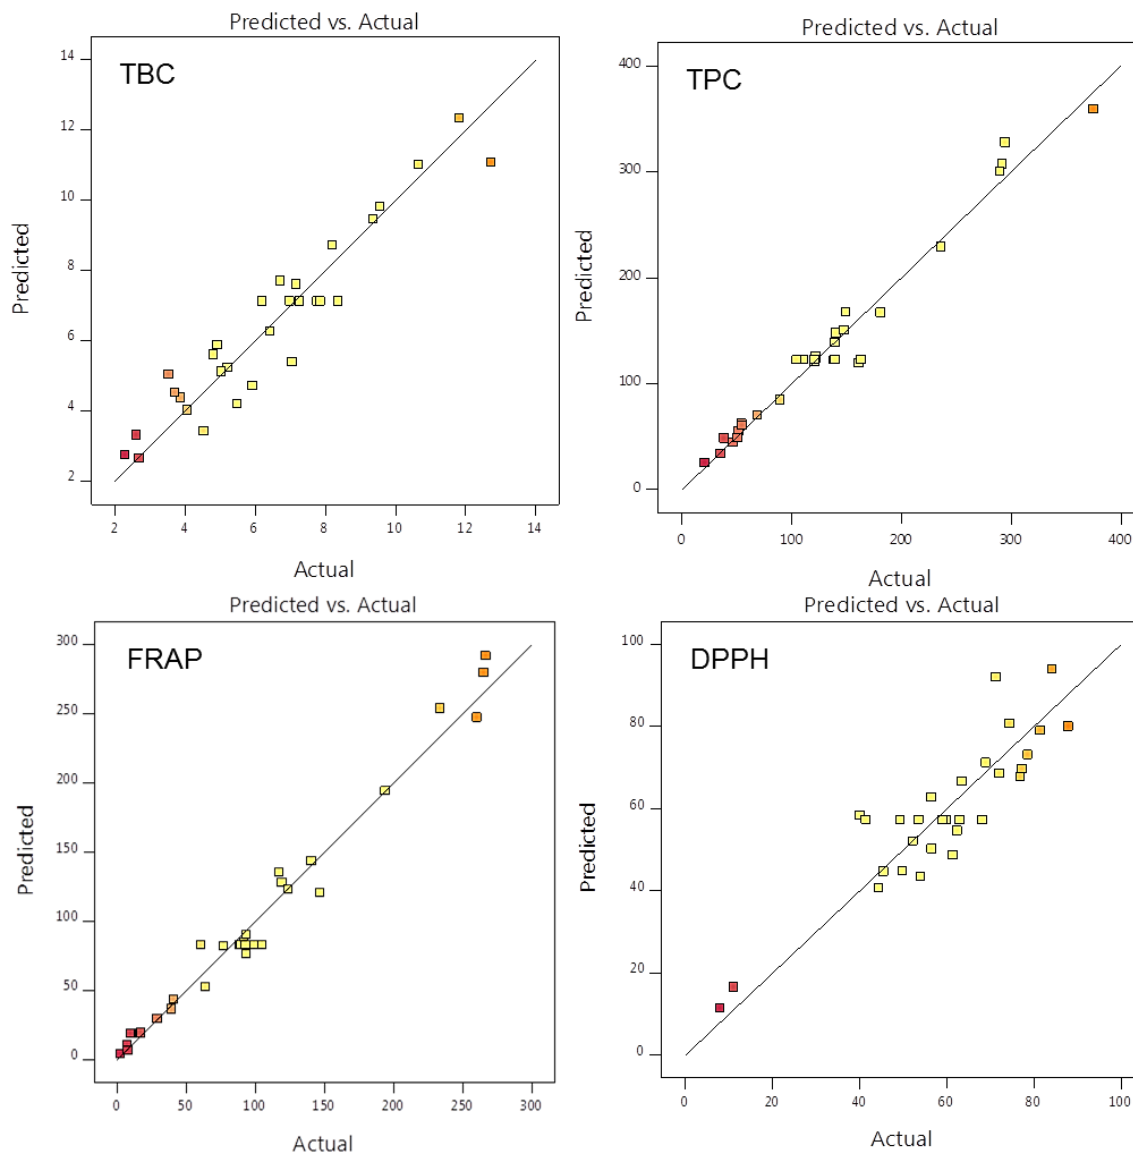 Predicted vs. Actual
TBC
14
12
10
8
6
4
2
Predicted
2 4 6 8 10 12 14
Actual
Predicted vs. Actual
TPC
400
300
200
100
0
Predicted
0 100 200 300 400
Actual
Predicted vs. Actual
FRAP
300
250
200
150
100
50
0
Predicted
0 50 100 150 200 250 300
Actual
Predicted vs. Actual
DPPH
100
80
60
40
20
0
Predicted
0 20 40 60 80 100
Actual